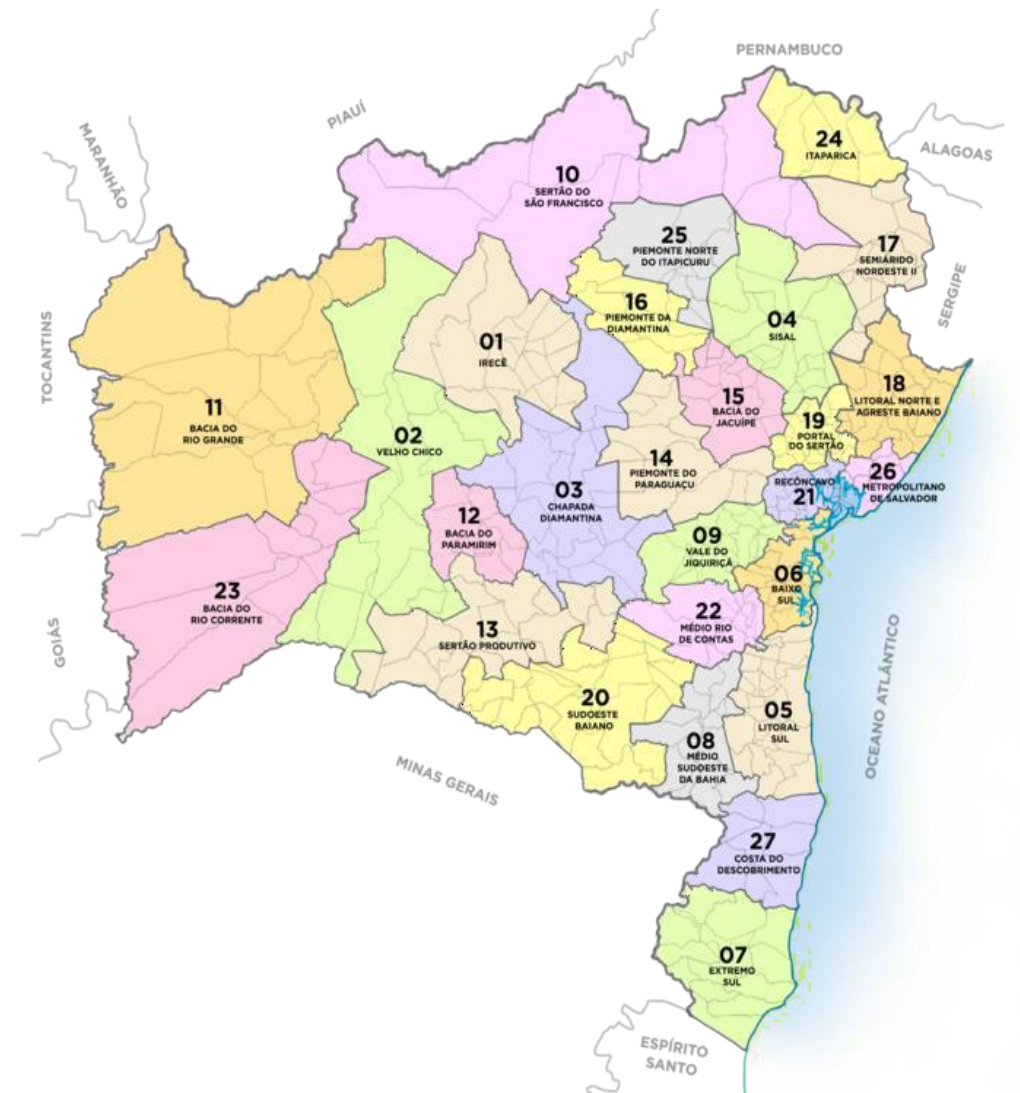 PERNAMBUCO
PIAUÍ
MARANHÃO
24
ITAPARICA
ALAGOAS
10
SERTÃO DO
SÃO FRANCISCO
25
PIEMONTE NORTE
DO ITAPICURU
17
SEMIÁRIDO
NORDESTE II
SERGIPE
16
PIEMONTE DA
DIAMANTINA
04
SISAL
01
IRECÊ
TOCANTINS
11
BACIA DO
RIO GRANDE
15
BACIA DO
JACUÍPE
18
LITORAL NORTE E
AGRESTE BAIANO
19
PORTAL
DO SERTÃO
02
VELHO CHICO
14
PIEMONTE DO
PARAGUAÇU
26
METROPOLITANO
DE SALVADOR
RECÔNCAVO
21
03
CHAPADA
DIAMANTINA
12
BACIA DO
PARAMIRIM
09
VALE DO
JIQUIRIÇÁ
06
BAIXO
SUL
23
BACIA DO
RIO CORRENTE
22
MÉDIO RIO
DE CONTAS
13
SERTÃO PRODUTIVO
GOIÁS
OCEANO ATLÂNTICO
20
SUDOESTE
BAIANO
05
LITORAL
SUL
08
MÉDIO
SUDOESTE
DA BAHIA
MINAS GERAIS
27
COSTA DO
DESCOBRIMENTO
07
EXTREMO
SUL
ESPÍRITO
SANTO